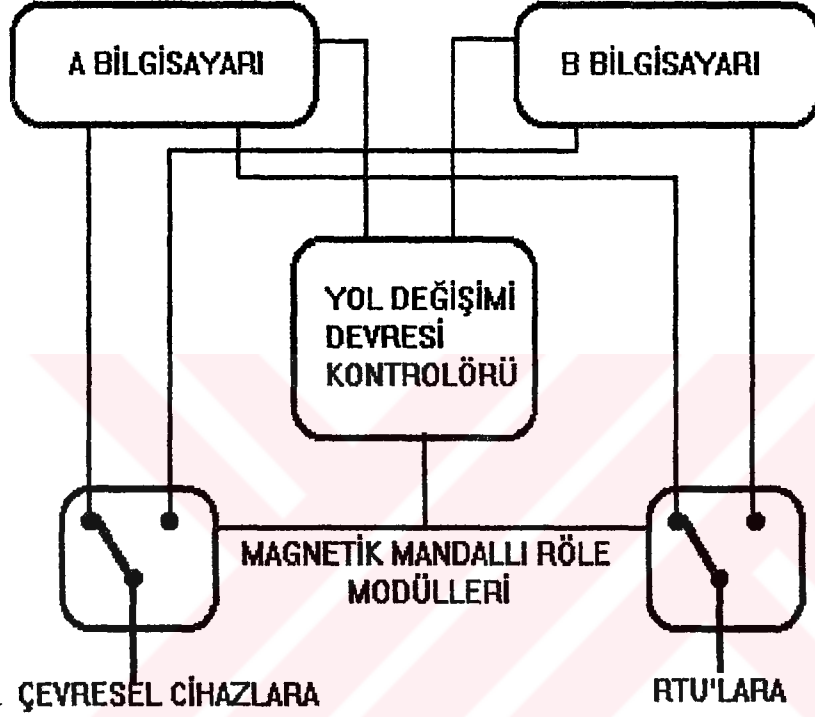 A BİLGİSAYARI
B BİLGİSAYARI
YOL DEĞİŞİMİ
DEVRESİ
KONTROLÖRÜ
MAGNETİK MANDALLI RÖLE
MODÜLLERİ
ÇEVRESEL CİHAZLARA
RTU'LARA